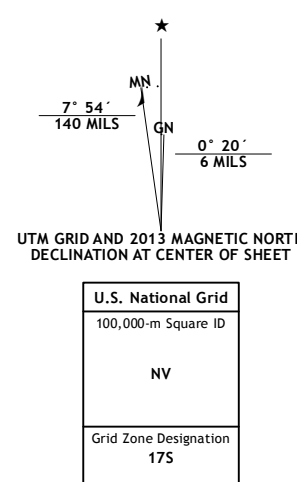 ★
MN
7° 54´
140 MILS
GN
0° 20´
6 MILS
UTM GRID AND 2013 MAGNETIC NORTH
DECLINATION AT CENTER OF SHEET
U.S. National Grid
100,000-m Square ID
NV
Grid Zone Designation
17S